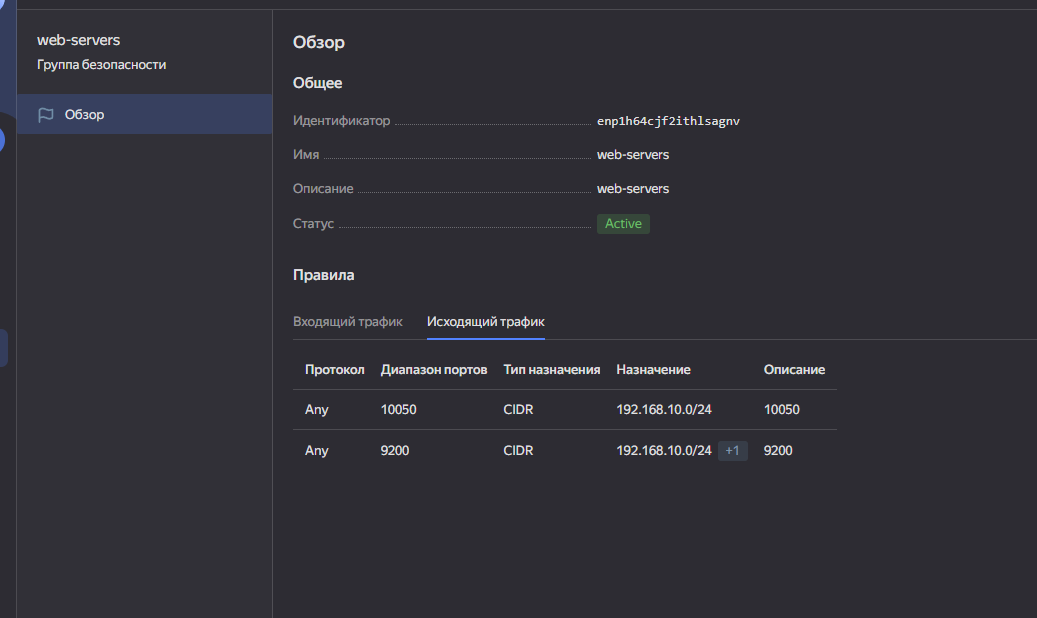 web-servers
Группа безопасности
Обзор
Обзор
Общее
Идентификатор enp1h64cjf2ithlsagnv
Имя web-servers
Описание web-servers
Статус Active
Правила
Входящий трафик Исходящий трафик
Протокол Диапазон портов Тип назначения Назначение Описание
Any 10050 CIDR 192.168.10.0/24 10050
Any 9200 CIDR 192.168.10.0/24 +1 9200